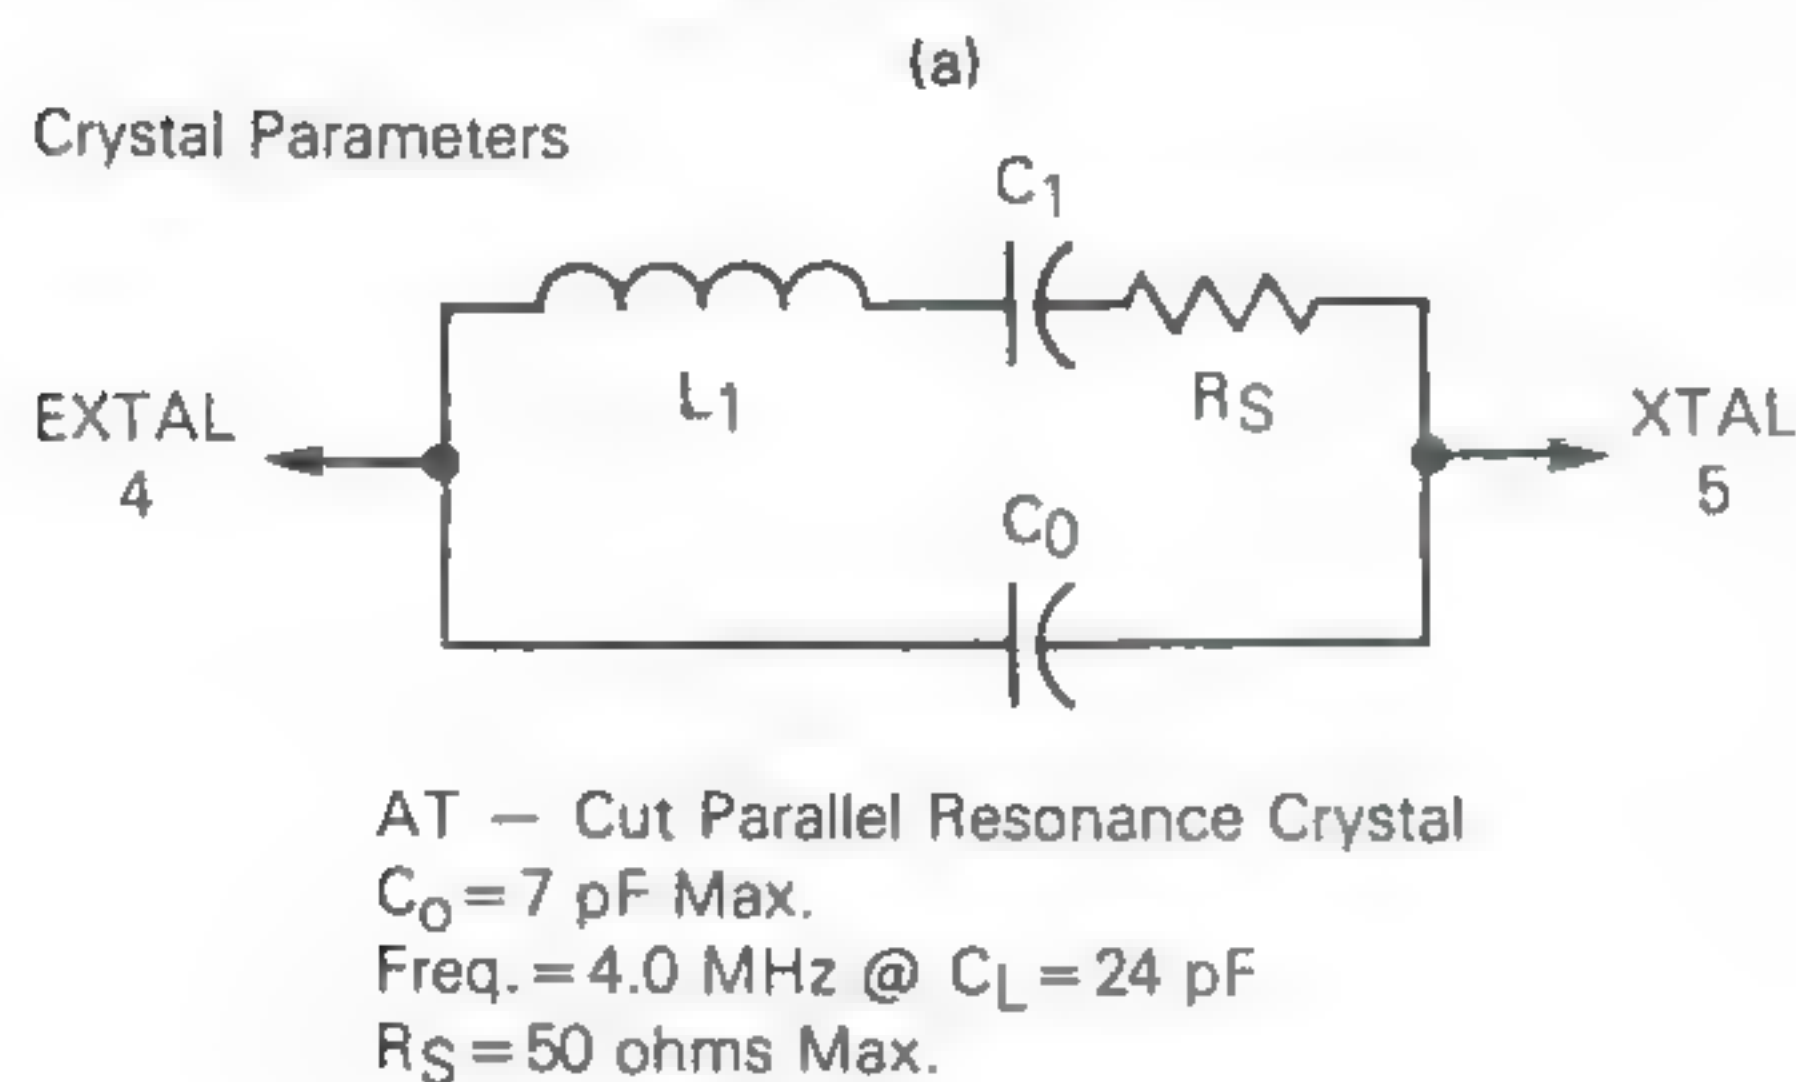 (a)
Crystal Parameters
C1
L1
RS
EXTAL
4
XTAL
5
C0
AT — Cut Parallel Resonance Crystal
Co=7 pF Max.
Freq.=4.0 MHz @ CL=24 pF
RS=50 ohms Max.